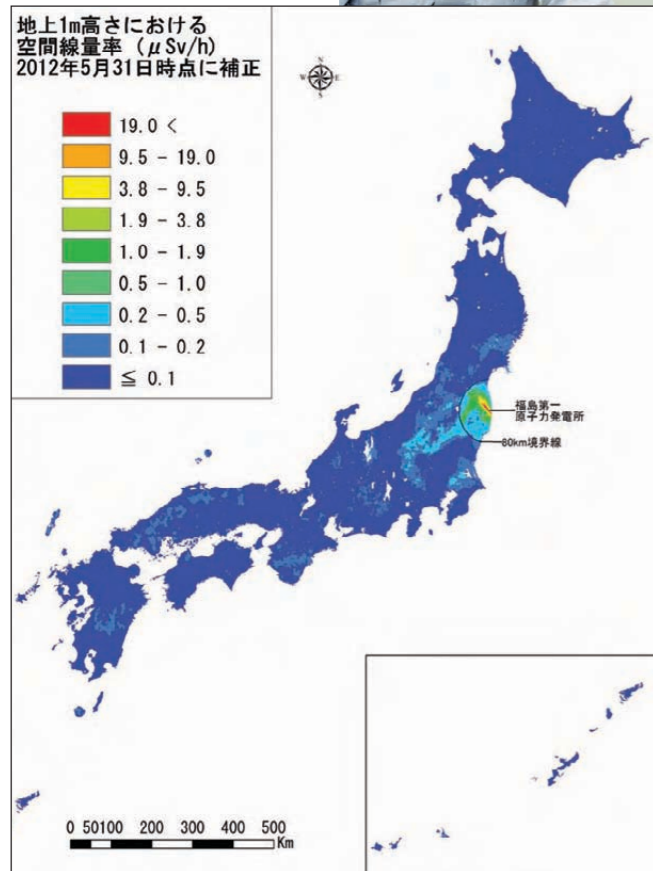 地上1m高さにおける
空間線量率 (μSv/h)
2012年5月31日時点に補正
N
W E
S
19.0 <
9.5 - 19.0
3.8 - 9.5
1.9 - 3.8
1.0 - 1.9
0.5 - 1.0
0.2 - 0.5
0.1 - 0.2
≦ 0.1
福島第一
原子力発電所
80km境界線
0 50100 200 300 400 500
Km